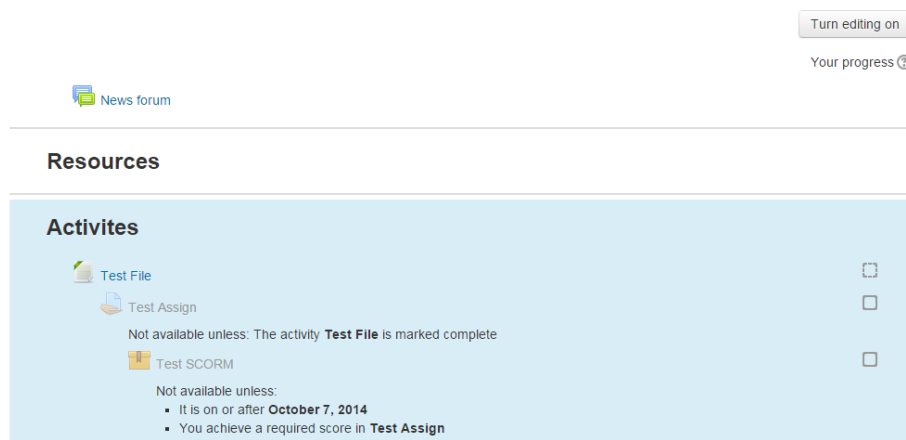 Turn editing on
Your progress
News forum
Resources
Activites
Test File
Test Assign
Not available unless: The activity Test File is marked complete
Test SCORM
Not available unless:
It is on or after October 7, 2014
You achieve a required score in Test Assign